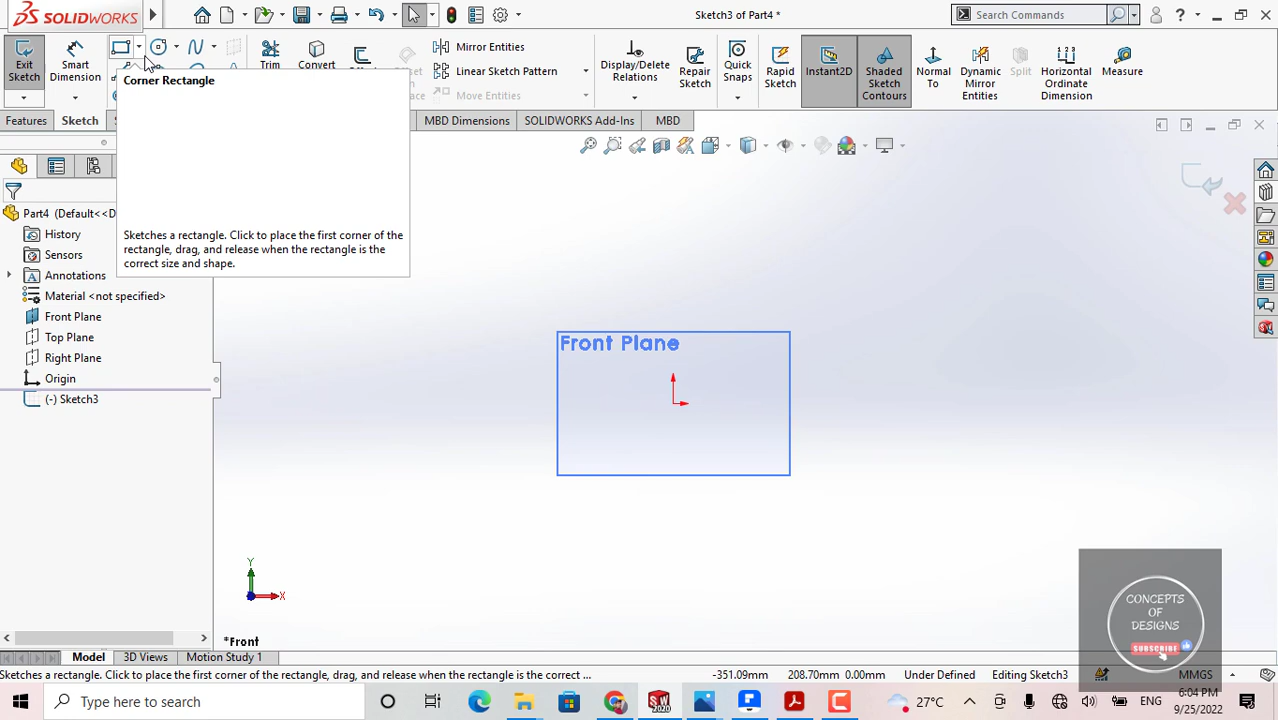 SOLIDWORKS
Sketch3 of Part4 *
Search Commands
Exit Sketch
Smart Dimension
Trim
Convert
Mirror Entities
Linear Sketch Pattern
Move Entities
Display/Delete Relations
Repair Sketch
Quick Snaps
Rapid Sketch
Instant2D
Shaded Sketch Contours
Normal To
Dynamic Mirror Entities
Split
Horizontal Ordinate Dimension
Measure
Corner Rectangle
Sketches a rectangle. Click to place the first corner of the
rectangle, drag, and release when the rectangle is the
correct size and shape.
Features
Sketch
MBD Dimensions
SOLIDWORKS Add-Ins
MBD
Part4 (Default<<D
History
Sensors
Annotations
Material <not specified>
Front Plane
Top Plane
Right Plane
Origin
(-) Sketch3
Front Plane
Y
X
*Front
CONCEPTS
OF
DESIGNS
SUBSCRIBE
Model
3D Views
Motion Study 1
Sketches a rectangle. Click to place the first corner of the rectangle, drag, and release when the rectangle is the correct ...
-351.09mm
208.70mm
0.00mm
Under Defined
Editing Sketch3
MMGS
Type here to search
SW
2020
27°C
ENG
6:04 PM
9/25/2022